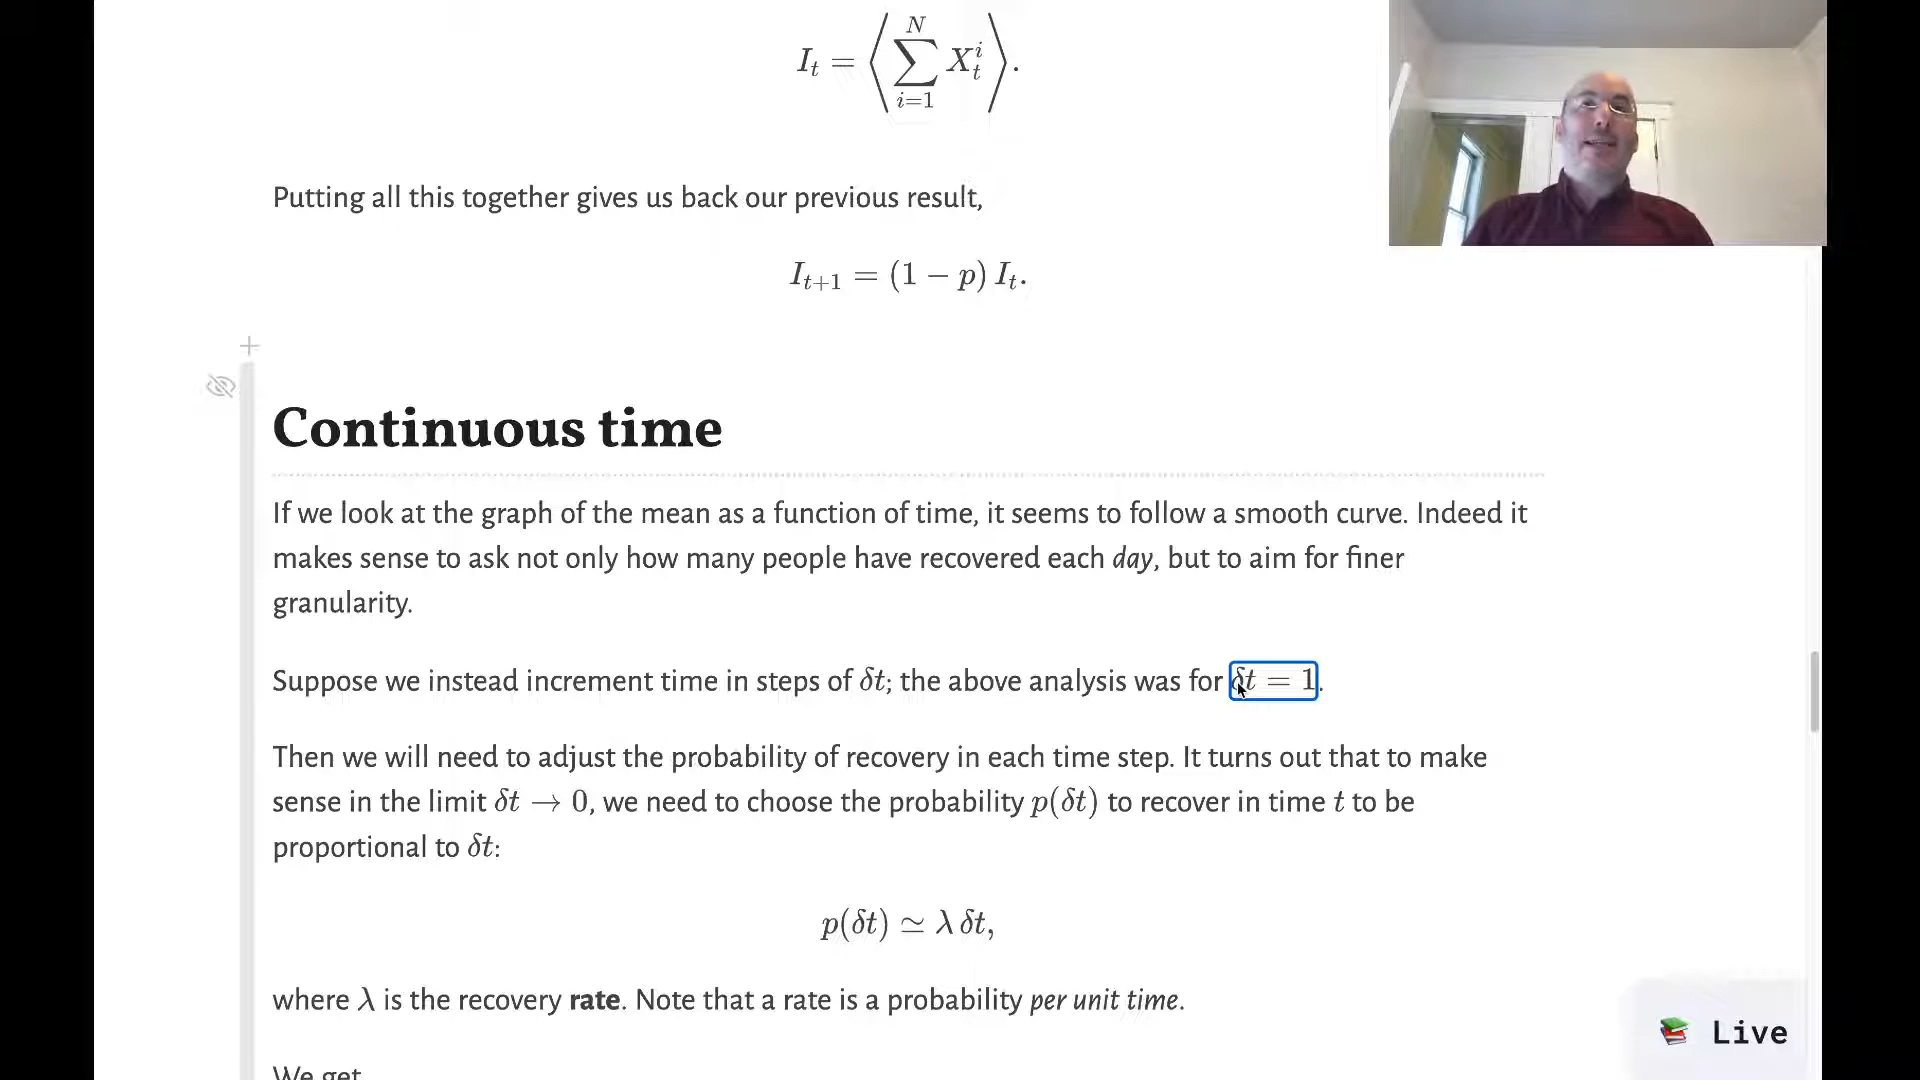 I_t = ⟨ ∑_{i=1}^{N} X_t^i ⟩.
Putting all this together gives us back our previous result,
I_{t+1} = (1 − p) I_t.
Continuous time
If we look at the graph of the mean as a function of time, it seems to follow a smooth curve. Indeed it
makes sense to ask not only how many people have recovered each day, but to aim for finer
granularity.
Suppose we instead increment time in steps of δt; the above analysis was for δt = 1.
Then we will need to adjust the probability of recovery in each time step. It turns out that to make
sense in the limit δt → 0, we need to choose the probability p(δt) to recover in time t to be
proportional to δt:
p(δt) ≃ λ δt,
where λ is the recovery rate. Note that a rate is a probability per unit time.
We get
Live